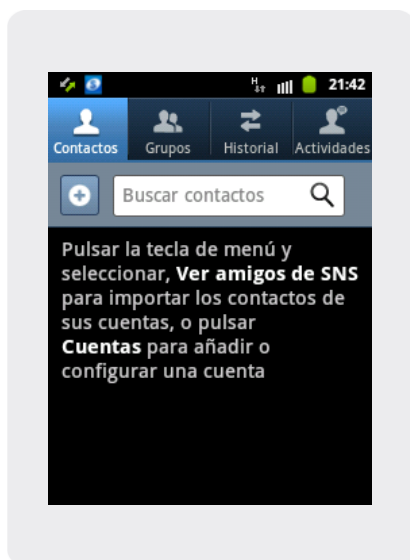 H
21:42
Contactos Grupos Historial Actividades
Buscar contactos
Pulsar la tecla de menú y
seleccionar, Ver amigos de SNS
para importar los contactos de
sus cuentas, o pulsar
Cuentas para añadir o
configurar una cuenta